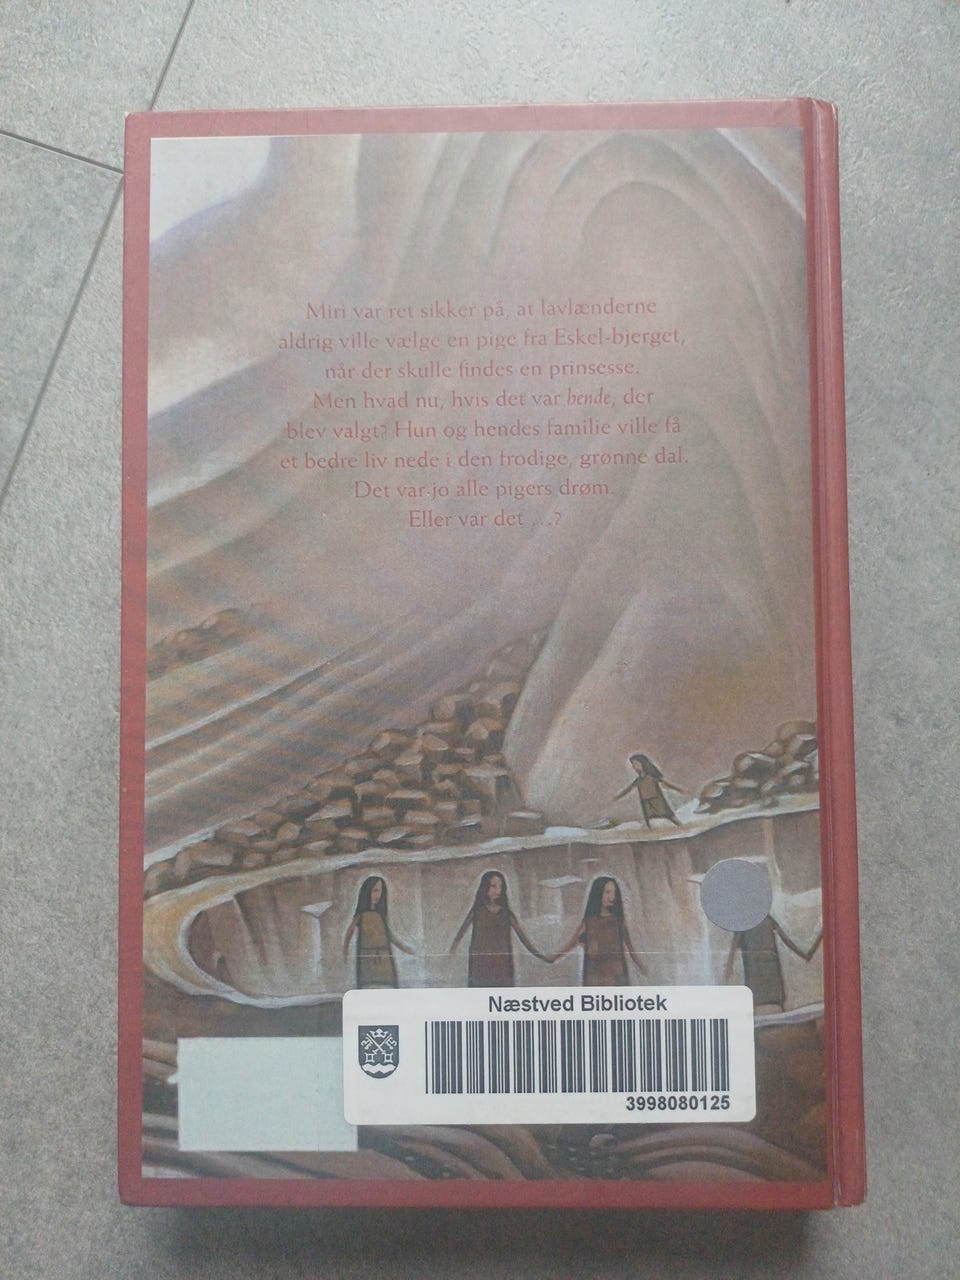 Miri var ret sikker på, at lavlænderne
aldrig ville vælge en pige fra Eskel-bjerget,
når der skulle findes en prinsesse.
Men hvad nu, hvis det var hende, der
blev valgt? Hun og hendes familie ville få
et bedre liv nede i den frodige, grønne dal.
Det var jo alle pigers drøm.
Eller var det ...?
Næstved Bibliotek
3998080125